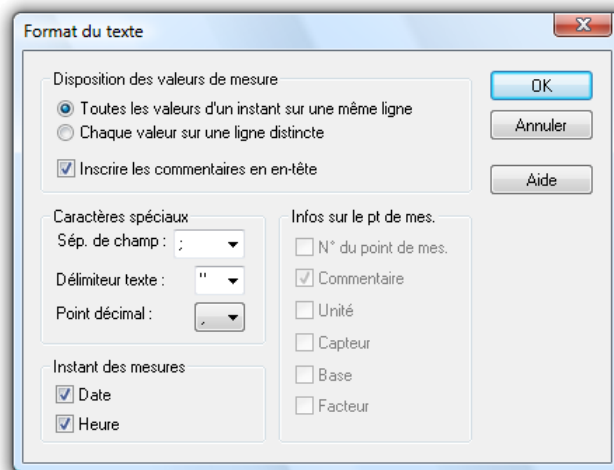 Format du texte
Disposition des valeurs de mesure
Toutes les valeurs d'un instant sur une même ligne
Chaque valeur sur une ligne distincte
Inscrire les commentaires en en-tête
OK
Annuler
Aide
Caractères spéciaux
Sép. de champ : ;
Délimiteur texte : "
Point décimal : ,
Infos sur le pt de mes.
N° du point de mes.
Commentaire
Unité
Capteur
Base
Facteur
Instant des mesures
Date
Heure